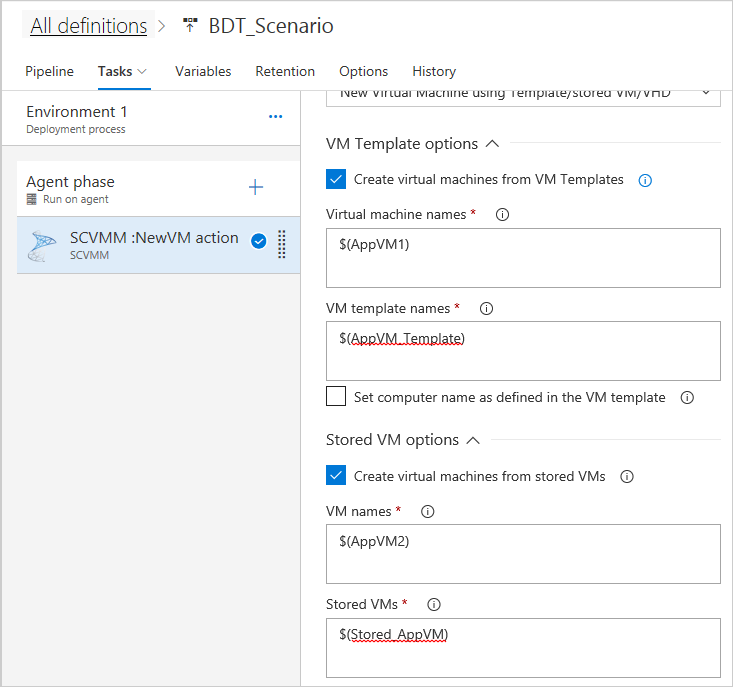 All definitions > BDT_Scenario
Pipeline Tasks Variables Retention Options History
Environment 1
Deployment process
Agent phase
Run on agent
SCVMM :NewVM action
SCVMM
New Virtual Machine using Template/stored VM/VHD
VM Template options
Create virtual machines from VM Templates
Virtual machine names *
$(AppVM1)
VM template names *
$(AppVM_Template)
Set computer name as defined in the VM template
Stored VM options
Create virtual machines from stored VMs
VM names *
$(AppVM2)
Stored VMs *
$(Stored_AppVM)